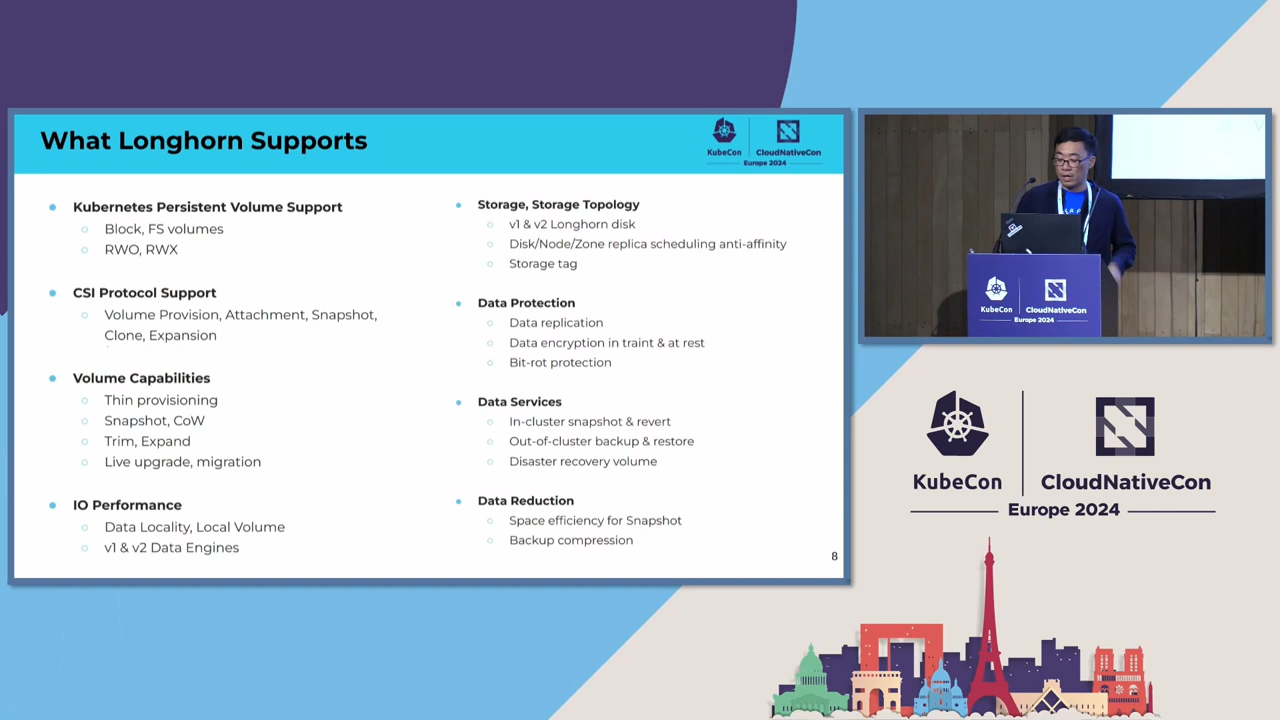 What Longhorn Supports
KubeCon
CloudNativeCon
Europe 2024
Kubernetes Persistent Volume Support
Block, FS volumes
RWO, RWX
CSI Protocol Support
Volume Provision, Attachment, Snapshot,
Clone, Expansion
Volume Capabilities
Thin provisioning
Snapshot, CoW
Trim, Expand
Live upgrade, migration
IO Performance
Data Locality, Local Volume
v1 & v2 Data Engines
Storage, Storage Topology
v1 & v2 Longhorn disk
Disk/Node/Zone replica scheduling anti-affinity
Storage tag
Data Protection
Data replication
Data encryption in traint & at rest
Bit-rot protection
Data Services
In-cluster snapshot & revert
Out-of-cluster backup & restore
Disaster recovery volume
Data Reduction
Space efficiency for Snapshot
Backup compression
8
KubeCon
CloudNativeCon
Europe 2024
KubeCon
CloudNativeCon
Europe 2024